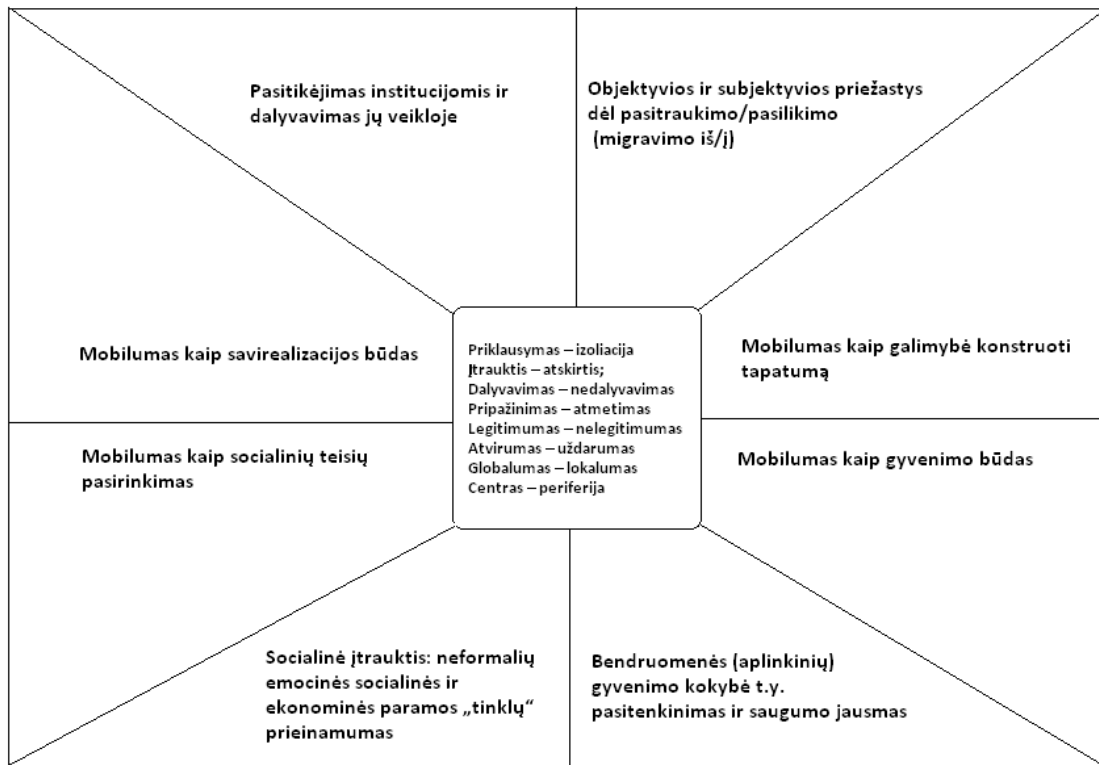 Pasitikėjimas institucijomis ir
dalyvavimas jų veikloje
Objektyvios ir subjektyvios priežastys
dėl pasitraukimo/pasilikimo
(migravimo iš/į)
Mobilumas kaip savirealizacijos būdas
Priklausymas – izoliacija
Įtrauktis – atskirtis;
Dalyvavimas – nedalyvavimas
Pripažinimas – atmetimas
Legitimumas – nelegitimumas
Atvirumas – uždarumas
Globalumas – lokalumas
Centras – periferija
Mobilumas kaip galimybė konstruoti
tapatumą
Mobilumas kaip socialinių teisių
pasirinkimas
Mobilumas kaip gyvenimo būdas
Socialinė įtrauktis: neformalių
emocinės socialinės ir
ekonominės paramos „tinklų“
prieinamumas
Bendruomenės (aplinkinių)
gyvenimo kokybė t.y.
pasitenkinimas ir saugumo jausmas